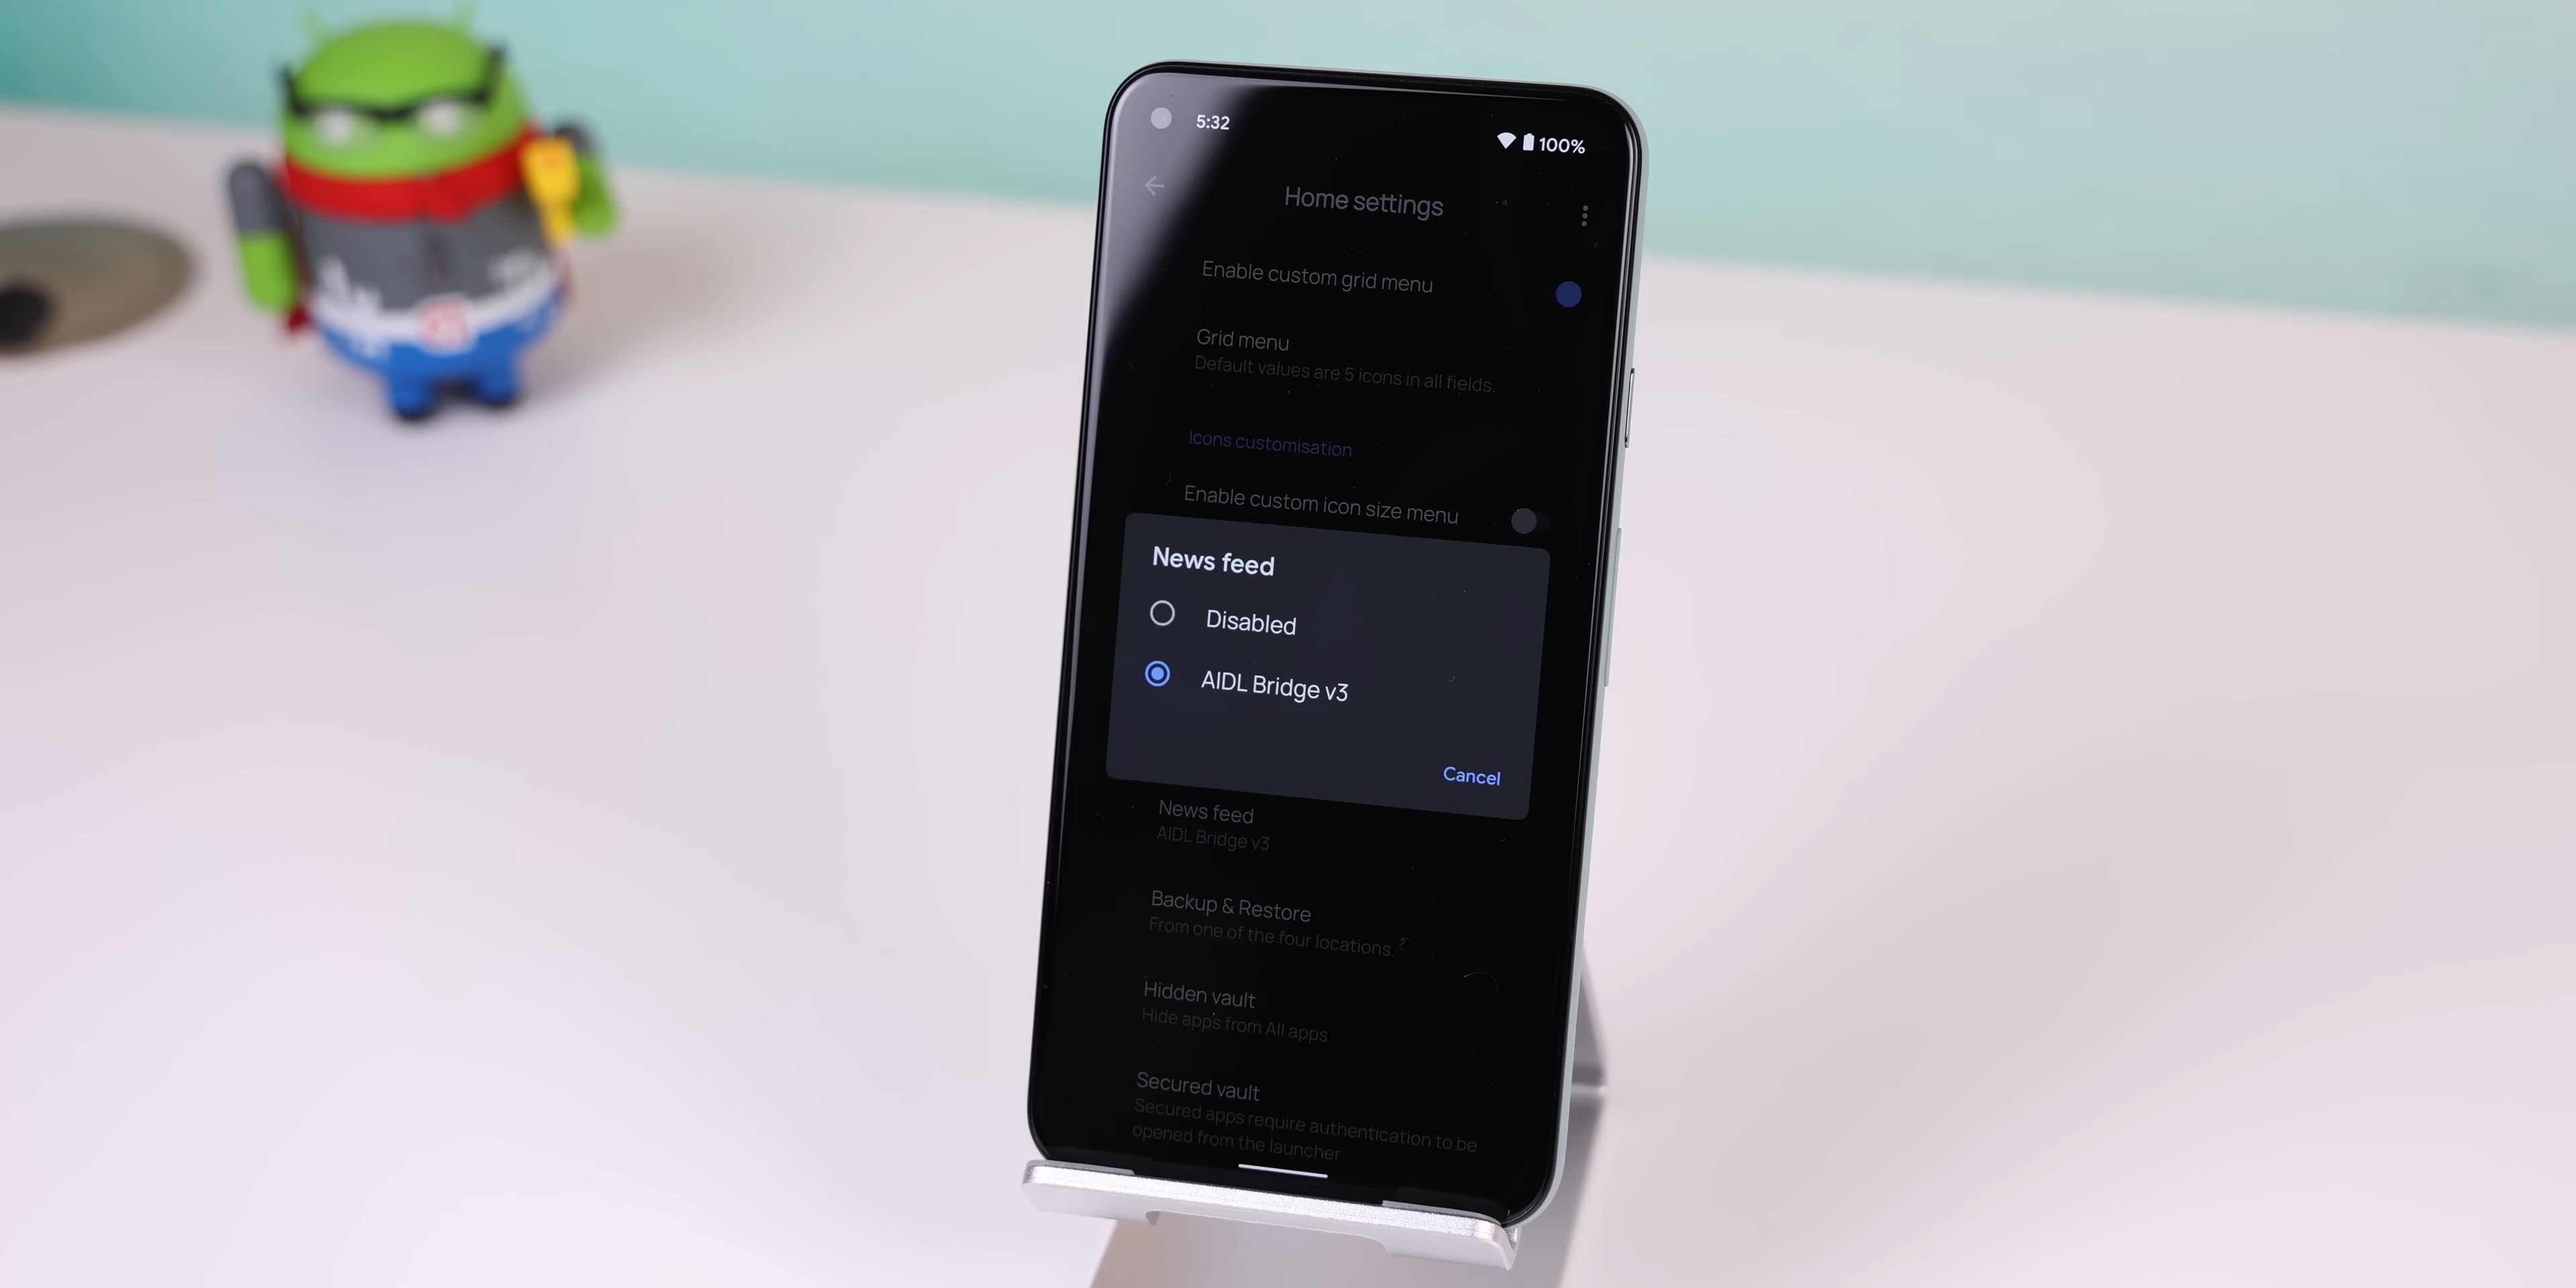 5:32
100%
Home settings
Enable custom grid menu
Grid menu
Default values are 5 icons in all fields.
Icons customisation
Enable custom icon size menu
News feed
Disabled
AIDL Bridge v3
Cancel
News feed
AIDL Bridge v3
Backup & Restore
From one of the four locations.
Hidden vault
Hide apps from All apps
Secured vault
Secured apps require authentication to be
opened from the launcher